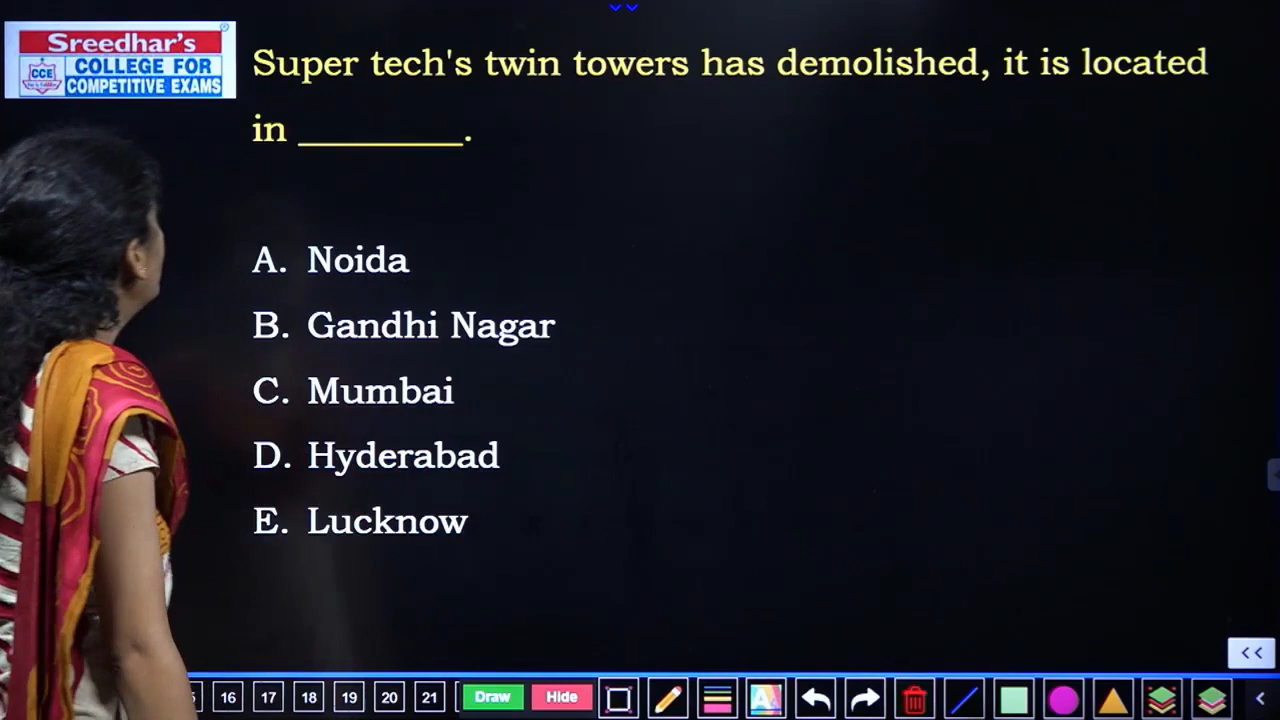 Sreedhar's
CCE
COLLEGE FOR
COMPETITIVE EXAMS
Super tech's twin towers has demolished, it is located
in _________.
A. Noida
B. Gandhi Nagar
C. Mumbai
D. Hyderabad
E. Lucknow
16 17 18 19 20 21 Draw Hide